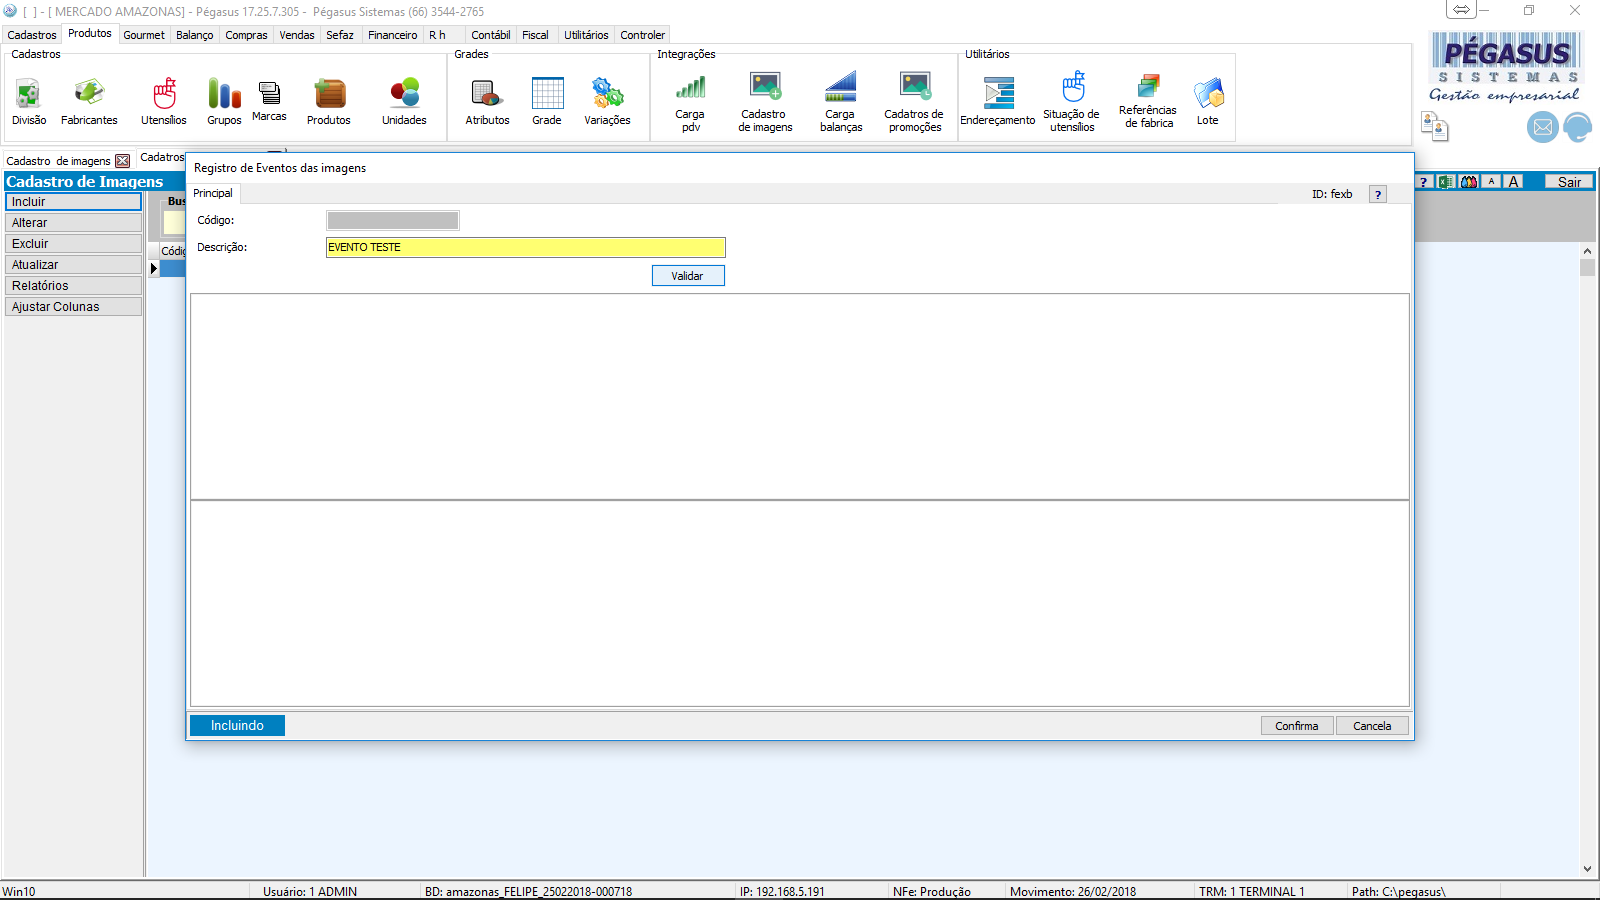 [  ] - [ MERCADO AMAZONAS] - Pégasus 17.25.7.305 -  Pégasus Sistemas (66) 3544-2765
Cadastros Produtos Gourmet Balanço Compras Vendas Sefaz Financeiro R h Contábil Fiscal Utilitários Controler
Cadastros Grades Integrações Utilitários
Divisão Fabricantes Utensílios Grupos Marcas Produtos Unidades Atributos Grade Variações Carga pdv Cadastro de imagens Carga balanças Cadatros de promoções Endereçamento Situação de utensílios Referências de fabrica Lote
PÉGASUS
SISTEMAS
Gestão empresarial
Cadastro de imagens Cadatros
Cadastro de Imagens
? A A Sair
Incluir
Alterar
Excluir
Atualizar
Relatórios
Ajustar Colunas
Registro de Eventos das imagens
Principal
ID: fexb ?
Código:
Descrição: EVENTO TESTE
Validar
Incluindo
Confirma Cancela
Win10 Usuário: 1 ADMIN BD: amazonas_FELIPE_25022018-000718 IP: 192.168.5.191 NFe: Produção Movimento: 26/02/2018 TRM: 1 TERMINAL 1 Path: C:\pegasus\